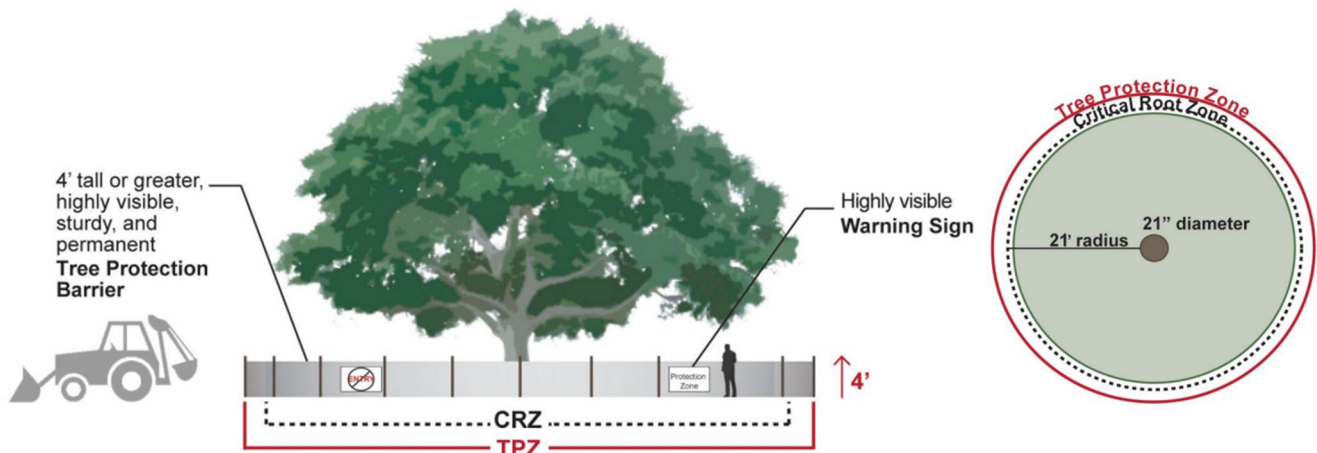 4’ tall or greater,
highly visible,
sturdy, and
permanent
Tree Protection
Barrier
ENTRY
Highly visible
Warning Sign
Protection
Zone
4’
CRZ
TPZ
Tree Protection Zone
Critical Root Zone
21’ radius
21” diameter